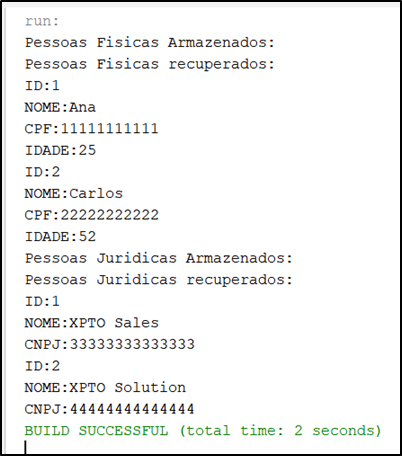 run:
Pessoas Fisicas Armazenados:
Pessoas Fisicas recuperados:
ID:1
NOME:Ana
CPF:11111111111
IDADE:25
ID:2
NOME:Carlos
CPF:22222222222
IDADE:52
Pessoas Juridicas Armazenados:
Pessoas Juridicas recuperados:
ID:1
NOME:XPTO Sales
CNPJ:33333333333333
ID:2
NOME:XPTO Solution
CNPJ:44444444444444
BUILD SUCCESSFUL (total time: 2 seconds)